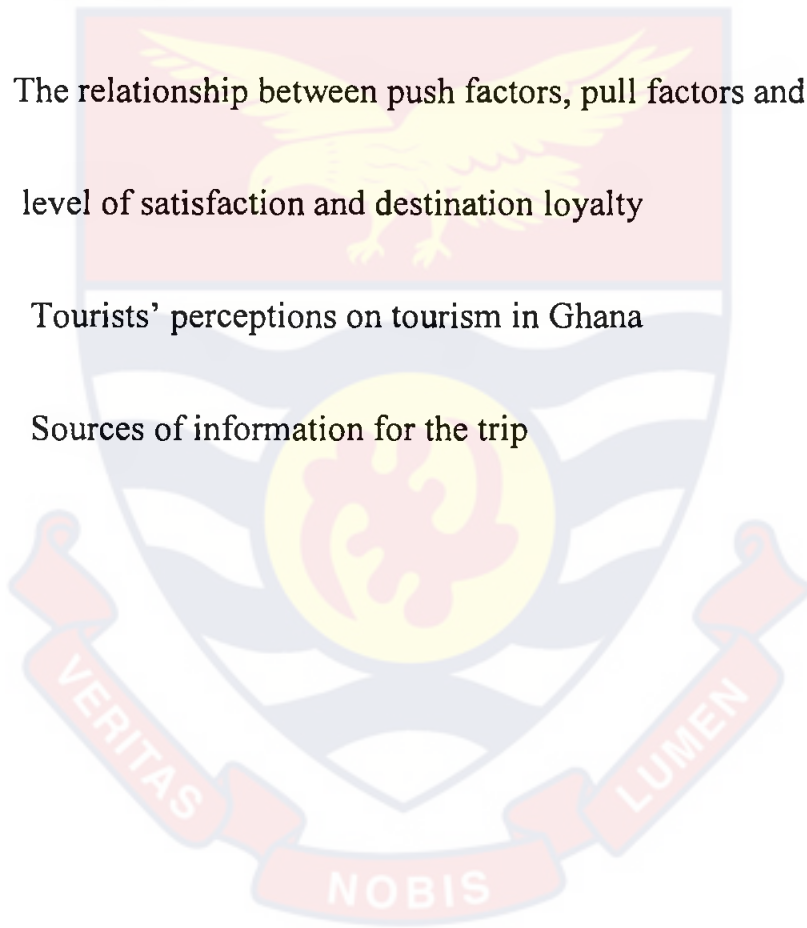 The relationship between push factors, pull factors and
level of satisfaction and destination loyalty
Tourists’ perceptions on tourism in Ghana
Sources of information for the trip
VERITAS
NOBIS
LUMEN